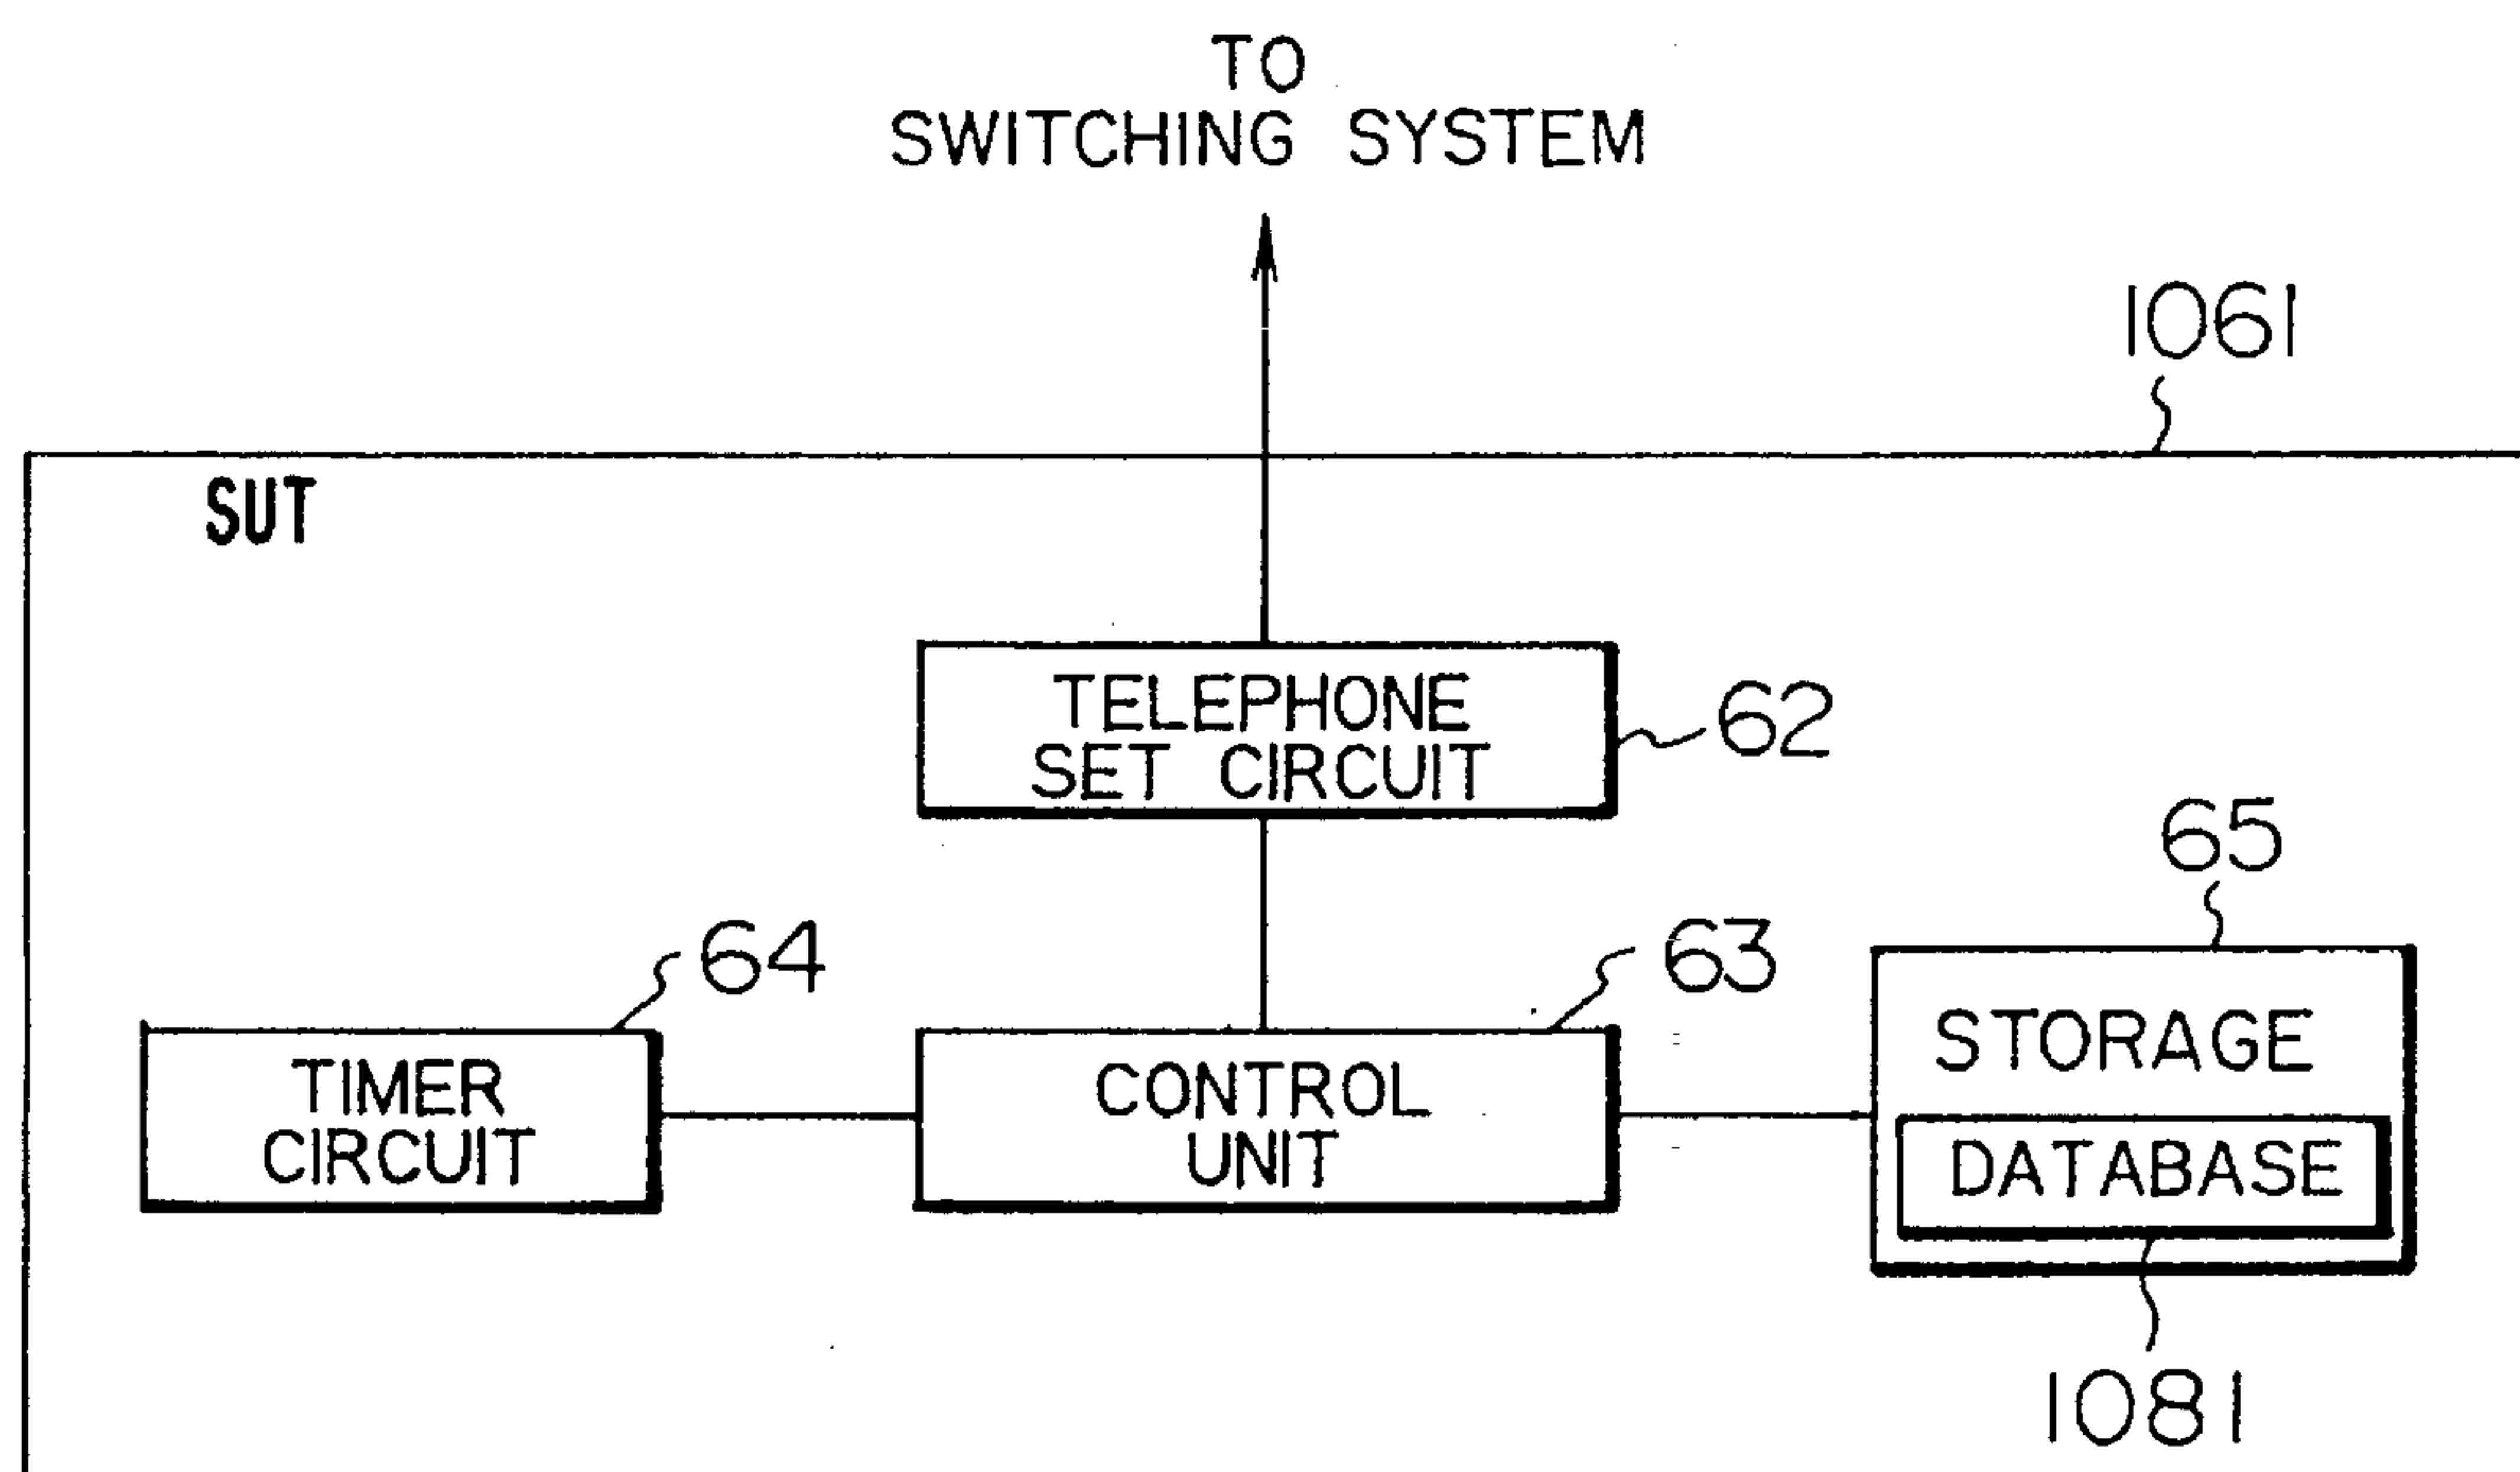 TO
SWITCHING SYSTEM
1061
SUT
TELEPHONE
SET CIRCUIT
62
65
64
63
STORAGE
TIMER
CIRCUIT
CONTROL
UNIT
DATABASE
1081